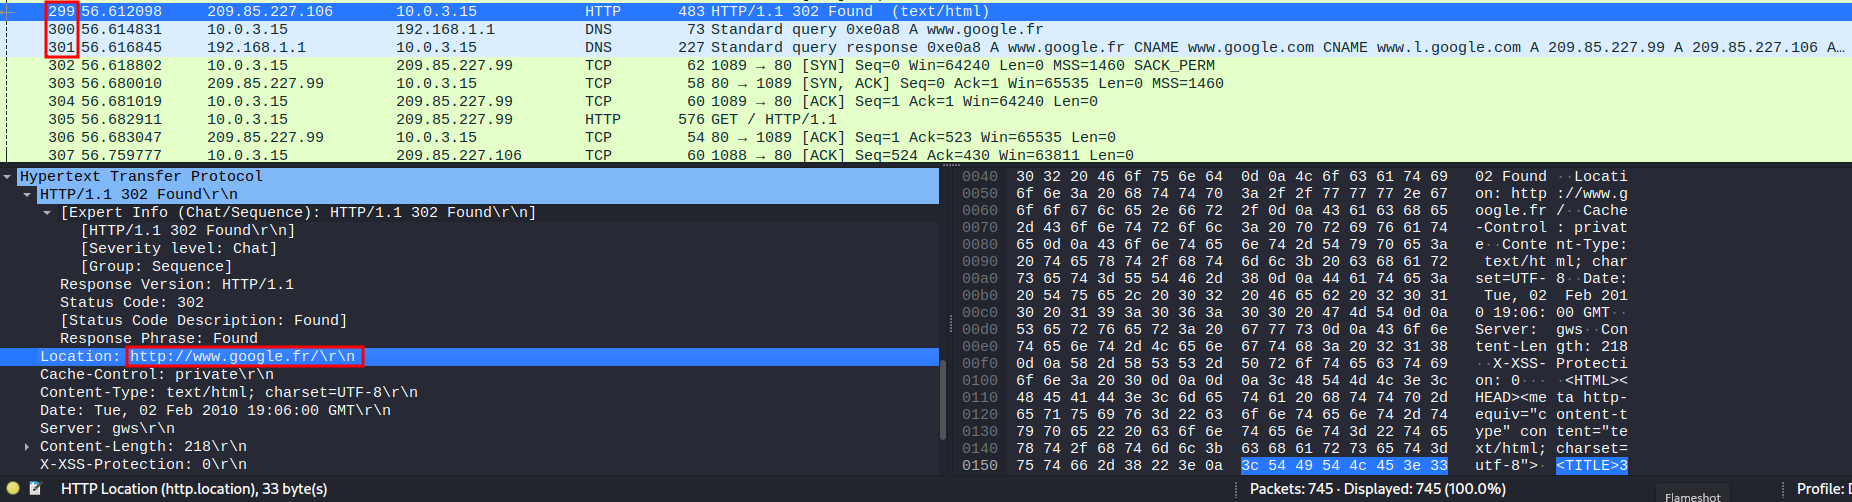 299 56.612098 209.85.227.106 10.0.3.15 HTTP 483 HTTP/1.1 302 Found (text/html)
300 56.614831 10.0.3.15 192.168.1.1 DNS 73 Standard query 0xe0a8 A www.google.fr
301 56.616845 192.168.1.1 10.0.3.15 DNS 227 Standard query response 0xe0a8 A www.google.fr CNAME www.google.com CNAME www.l.google.com A 209.85.227.99 A 209.85.227.106 A…
302 56.618802 10.0.3.15 209.85.227.99 TCP 62 1089 → 80 [SYN] Seq=0 Win=64240 Len=0 MSS=1460 SACK_PERM
303 56.680010 209.85.227.99 10.0.3.15 TCP 58 80 → 1089 [SYN, ACK] Seq=0 Ack=1 Win=65535 Len=0 MSS=1460
304 56.681019 10.0.3.15 209.85.227.99 TCP 60 1089 → 80 [ACK] Seq=1 Ack=1 Win=64240 Len=0
305 56.682911 10.0.3.15 209.85.227.99 HTTP 576 GET / HTTP/1.1
306 56.683047 209.85.227.99 10.0.3.15 TCP 54 80 → 1089 [ACK] Seq=1 Ack=523 Win=65535 Len=0
307 56.759777 10.0.3.15 209.85.227.106 TCP 60 1088 → 80 [ACK] Seq=524 Ack=430 Win=63811 Len=0
Hypertext Transfer Protocol
HTTP/1.1 302 Found\r\n
[Expert Info (Chat/Sequence): HTTP/1.1 302 Found\r\n]
[HTTP/1.1 302 Found\r\n]
[Severity level: Chat]
[Group: Sequence]
Response Version: HTTP/1.1
Status Code: 302
[Status Code Description: Found]
Response Phrase: Found
Location: http://www.google.fr/\r\n
Cache-Control: private\r\n
Content-Type: text/html; charset=UTF-8\r\n
Date: Tue, 02 Feb 2010 19:06:00 GMT\r\n
Server: gws\r\n
Content-Length: 218\r\n
X-XSS-Protection: 0\r\n
0040 30 32 20 46 6f 75 6e 64 0d 0a 4c 6f 63 61 74 69 02 Found··Locati
0050 6f 6e 3a 20 68 74 74 70 3a 2f 2f 77 77 77 2e 67 on: http ://www.g
0060 6f 6f 67 6c 65 2e 66 72 2f 0d 0a 43 61 63 68 65 oogle.fr /··Cache
0070 2d 43 6f 6e 74 72 6f 6c 3a 20 70 72 69 76 61 74 -Control : privat
0080 65 0d 0a 43 6f 6e 74 65 6e 74 2d 54 79 70 65 3a e··Conte nt-Type:
0090 20 74 65 78 74 2f 68 74 6d 6c 3b 20 63 68 61 72 text/ht ml; char
00a0 73 65 74 3d 55 54 46 2d 38 0d 0a 44 61 74 65 3a set=UTF- 8··Date:
00b0 20 54 75 65 2c 20 30 32 20 46 65 62 20 32 30 31 Tue, 02 Feb 201
00c0 30 20 31 39 3a 30 36 3a 30 30 20 47 4d 54 0d 0a 0 19:06: 00 GMT··
00d0 53 65 72 76 65 72 3a 20 67 77 73 0d 0a 43 6f 6e Server: gws··Con
00e0 74 65 6e 74 2d 4c 65 6e 67 74 68 3a 20 32 31 38 tent-Len gth: 218
00f0 0d 0a 58 2d 58 53 53 2d 50 72 6f 74 65 63 74 69 ··X-XSS- Protecti
0100 6f 6e 3a 20 30 0d 0a 0d 0a 3c 48 54 4d 4c 3e 3c on: 0··· ·<HTML><
0110 48 45 41 44 3e 3c 6d 65 74 61 20 68 74 74 70 2d HEAD><me ta http-
0120 65 71 75 69 76 3d 22 63 6f 6e 74 65 6e 74 2d 74 equiv="c ontent-t
0130 79 70 65 22 20 63 6f 6e 74 65 6e 74 3d 22 74 65 ype" con tent="te
0140 78 74 2f 68 74 6d 6c 3b 63 68 61 72 73 65 74 3d xt/html; charset=
0150 75 74 66 2d 38 22 3e 0a 3c 54 49 54 4c 45 3e 33 utf-8">· <TITLE>3
HTTP Location (http.location), 33 byte(s)
Packets: 745 · Displayed: 745 (100.0%)
Profile: D
Flameshot